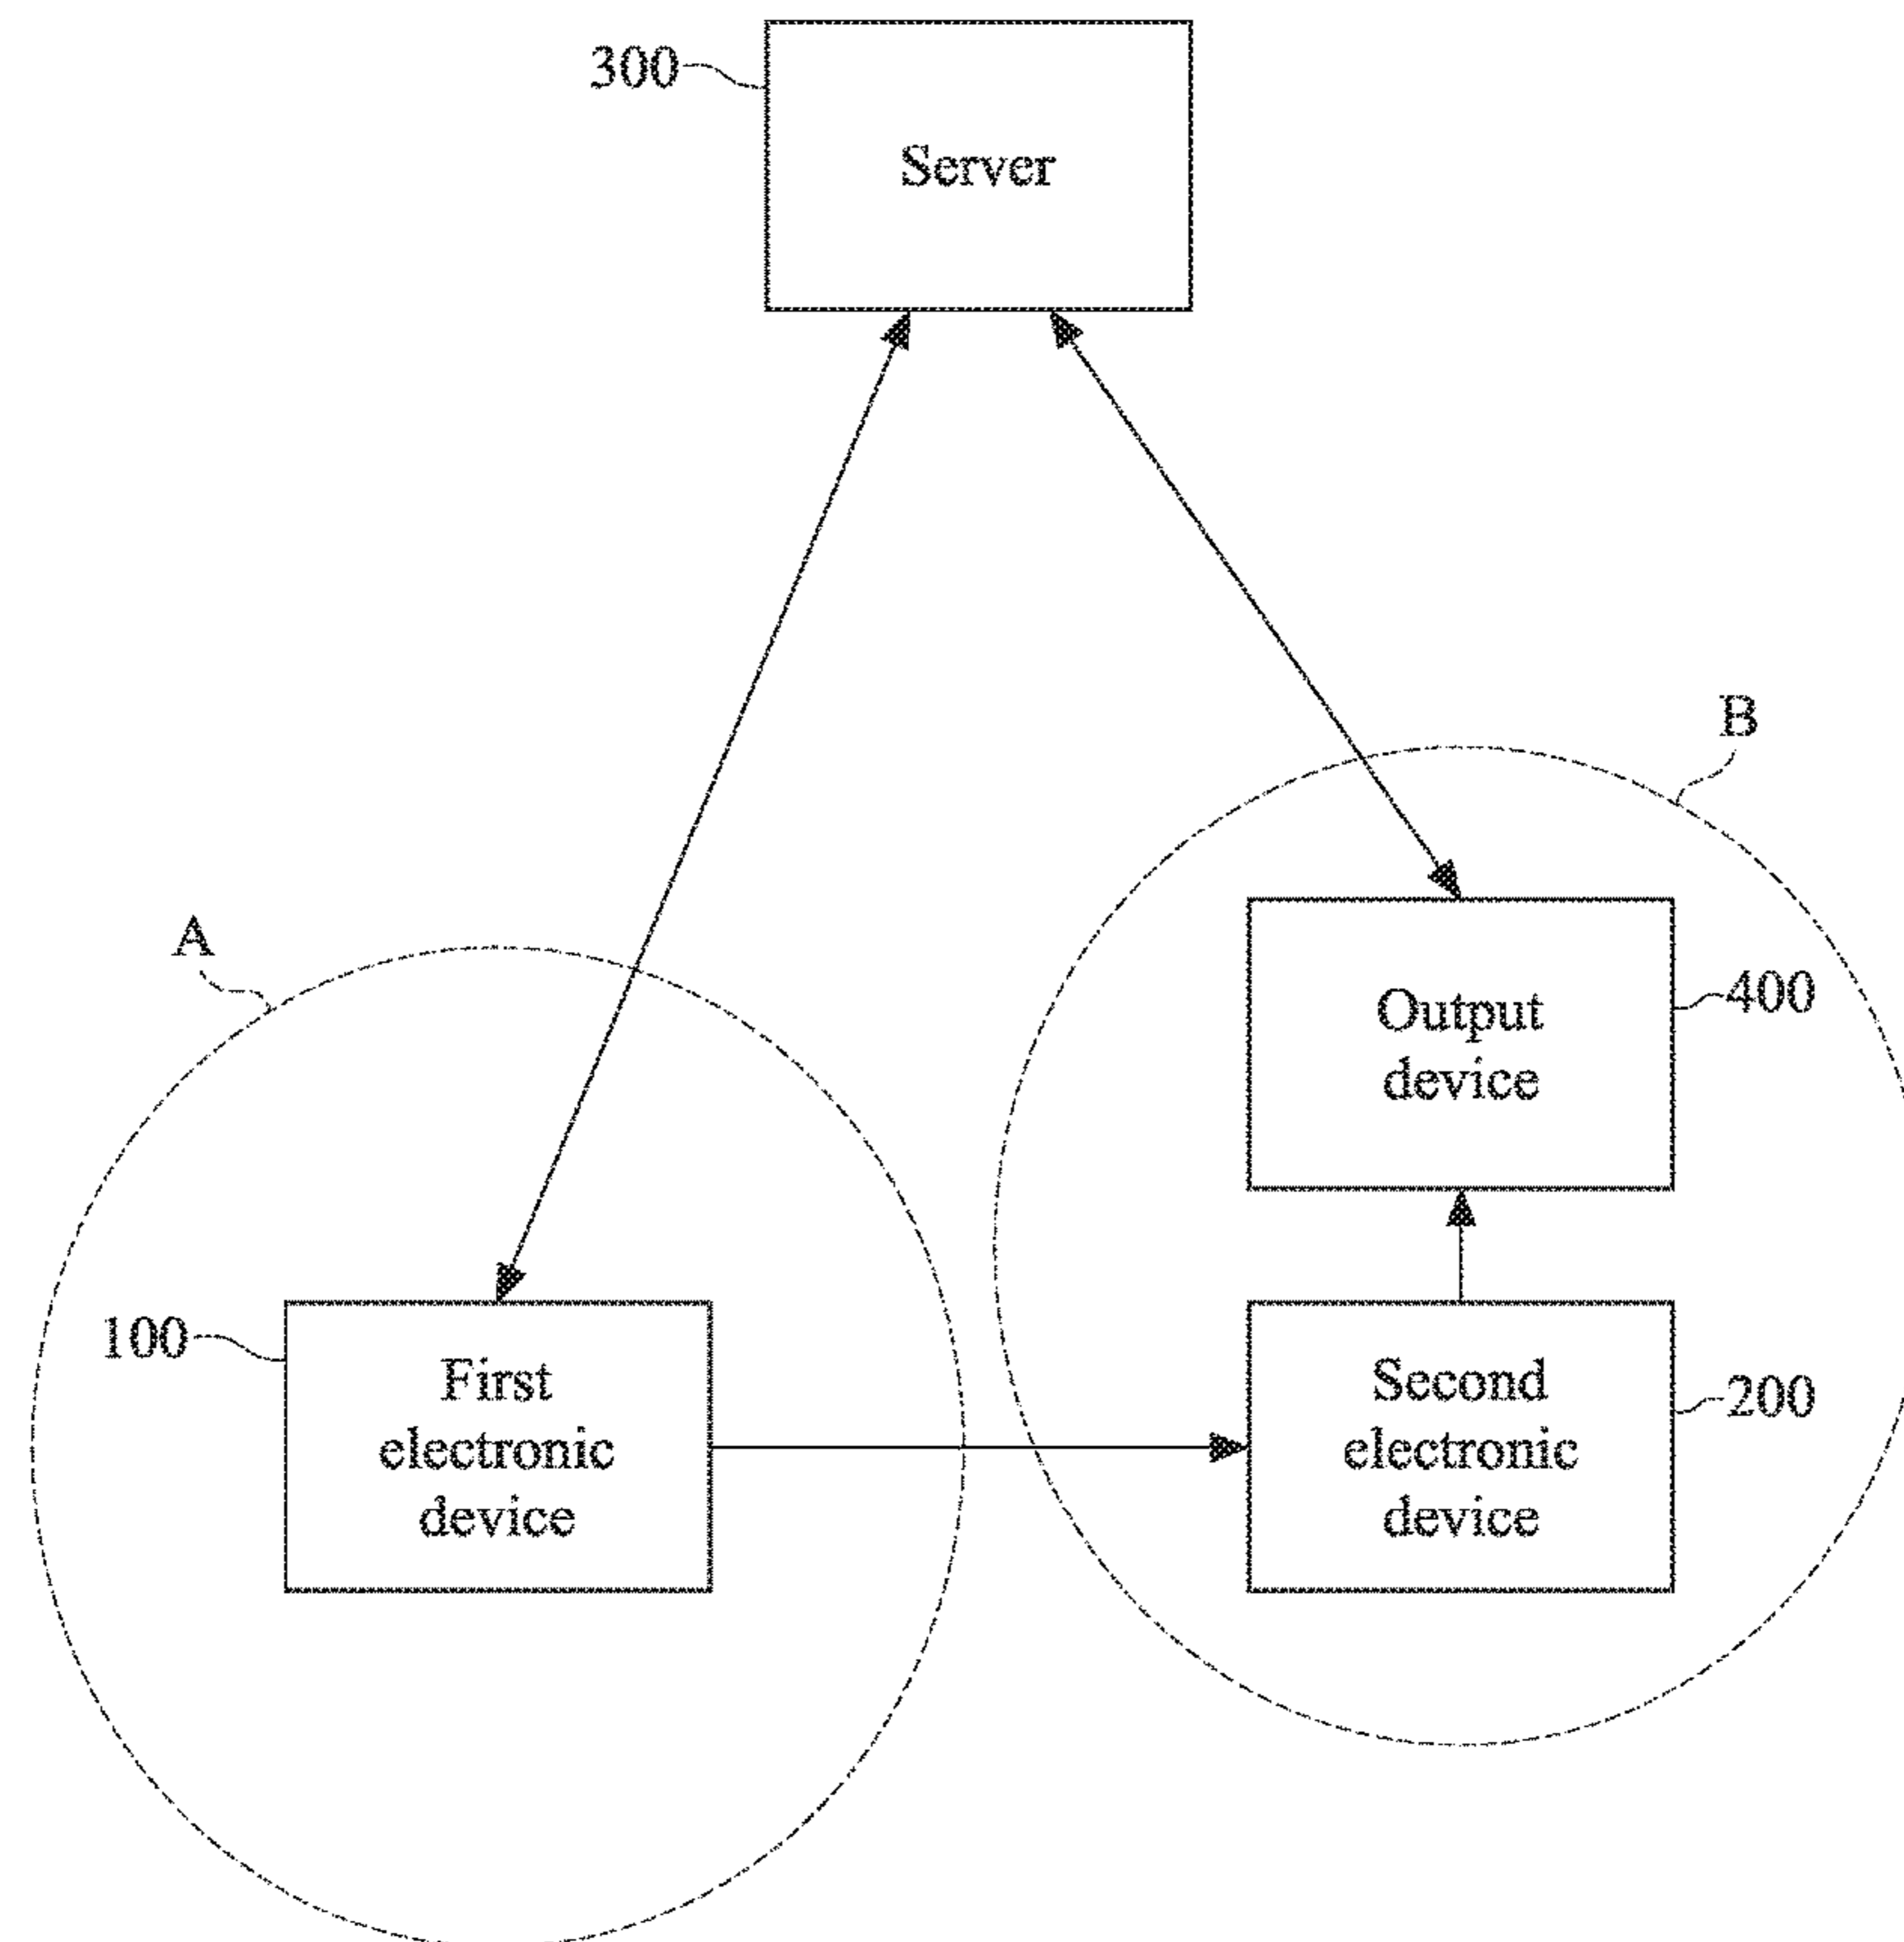 300
Server
B
A
Output
device
400
100
First
electronic
device
Second
electronic
device
200